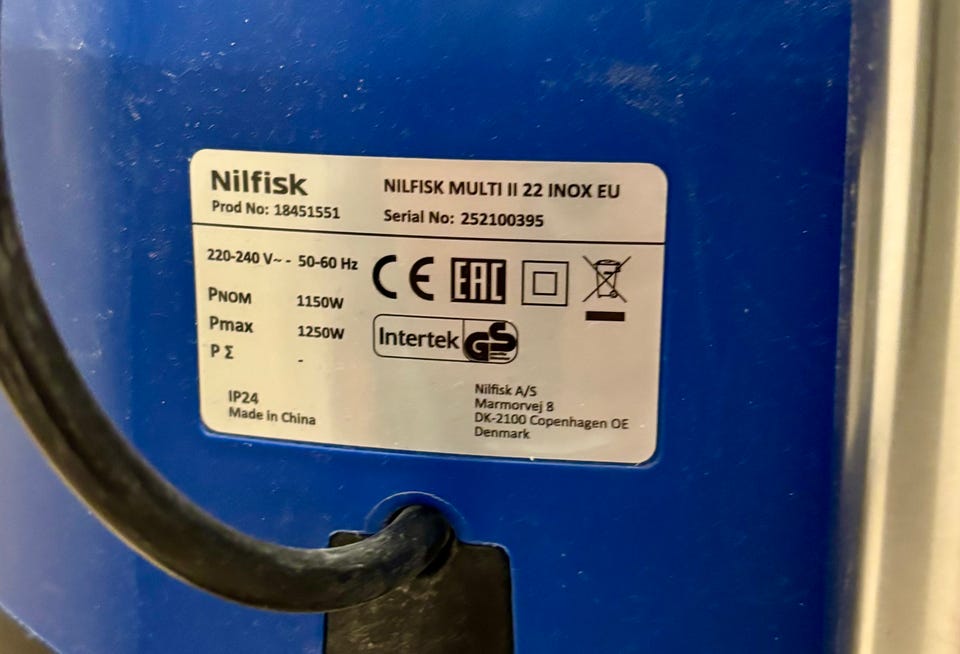 Nilfisk
NILFISK MULTI II 22 INOX EU
Prod No: 18451551
Serial No: 252100395
220-240 V~ - 50-60 Hz
CE
EAC
PNOM 1150W
Pmax 1250W
P Σ -
Intertek GS
IP24
Made in China
Nilfisk A/S
Marmorvej 8
DK-2100 Copenhagen OE
Denmark